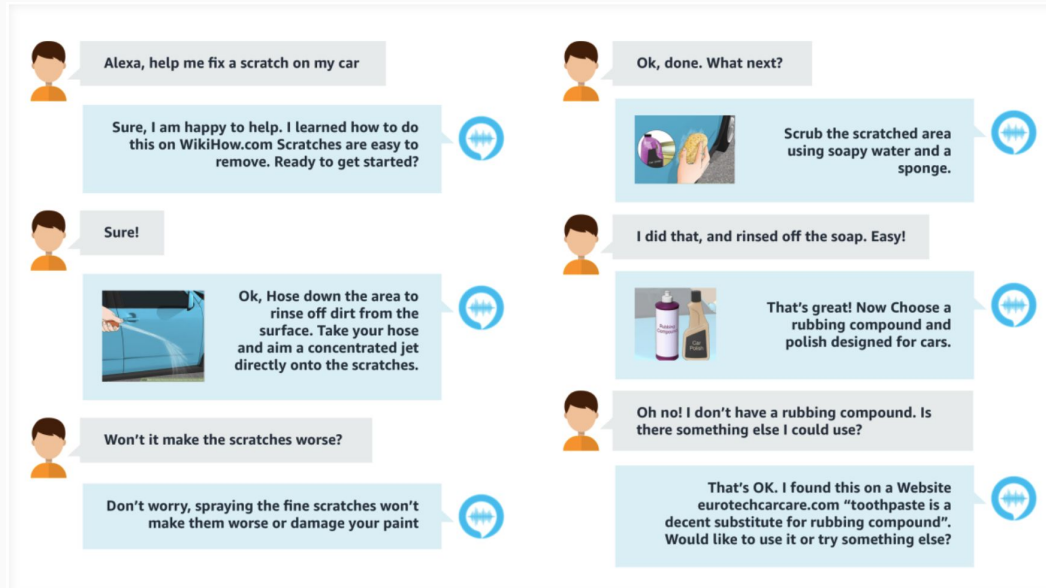 Alexa, help me fix a scratch on my car
Sure, I am happy to help. I learned how to do
this on WikiHow.com Scratches are easy to
remove. Ready to get started?
Sure!
Ok, Hose down the area to
rinse off dirt from the
surface. Take your hose
and aim a concentrated jet
directly onto the scratches.
Won't it make the scratches worse?
Don't worry, spraying the fine scratches won't
make them worse or damage your paint
Ok, done. What next?
Scrub the scratched area
using soapy water and a
sponge.
I did that, and rinsed off the soap. Easy!
Rubbing
Compound
Car
Polish
That's great! Now Choose a
rubbing compound and
polish designed for cars.
Oh no! I don't have a rubbing compound. Is
there something else I could use?
That's OK. I found this on a Website
eurotechcarcare.com "toothpaste is a
decent substitute for rubbing compound".
Would like to use it or try something else?